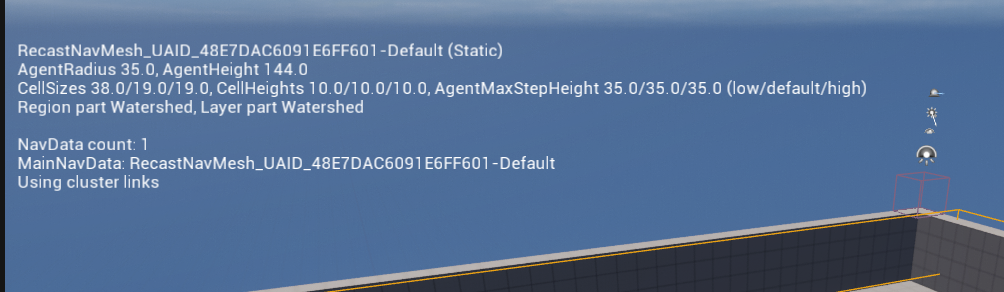 RecastNavMesh_UAID_48E7DAC6091E6FF601-Default (Static)
AgentRadius 35.0, AgentHeight 144.0
CellSizes 38.0/19.0/19.0, CellHeights 10.0/10.0/10.0, AgentMaxStepHeight 35.0/35.0/35.0 (low/default/high)
Region part Watershed, Layer part Watershed
NavData count: 1
MainNavData: RecastNavMesh_UAID_48E7DAC6091E6FF601-Default
Using cluster links